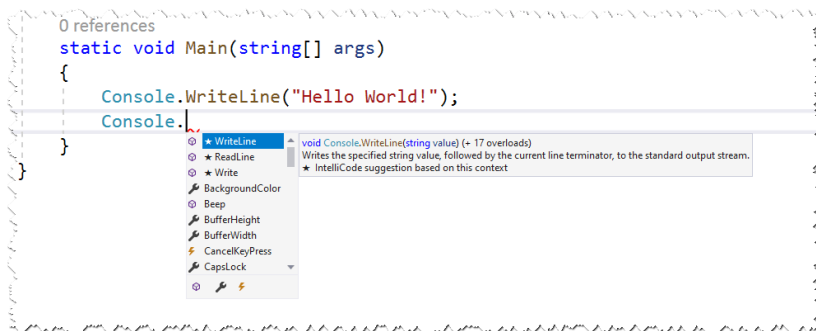 0 references
static void Main(string[] args)
{
Console.WriteLine("Hello World!");
Console.
}
}
★ WriteLine
★ ReadLine
★ Write
BackgroundColor
Beep
BufferHeight
BufferWidth
CancelKeyPress
CapsLock
void Console.WriteLine(string value) (+ 17 overloads)
Writes the specified string value, followed by the current line terminator, to the standard output stream.
★ IntelliCode suggestion based on this context